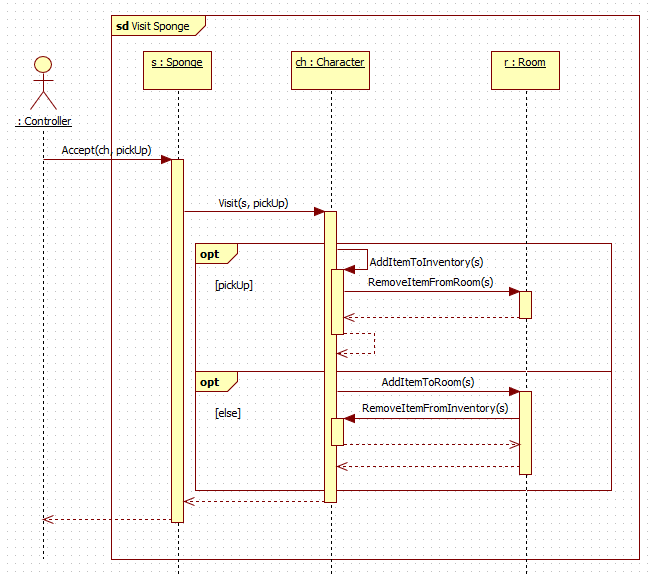 sd Visit Sponge
s : Sponge
ch : Character
r : Room
: Controller
Accept(ch, pickUp)
Visit(s, pickUp)
opt
AddItemToInventory(s)
[pickUp]
RemoveItemFromRoom(s)
opt
AddItemToRoom(s)
[else]
RemoveItemFromInventory(s)